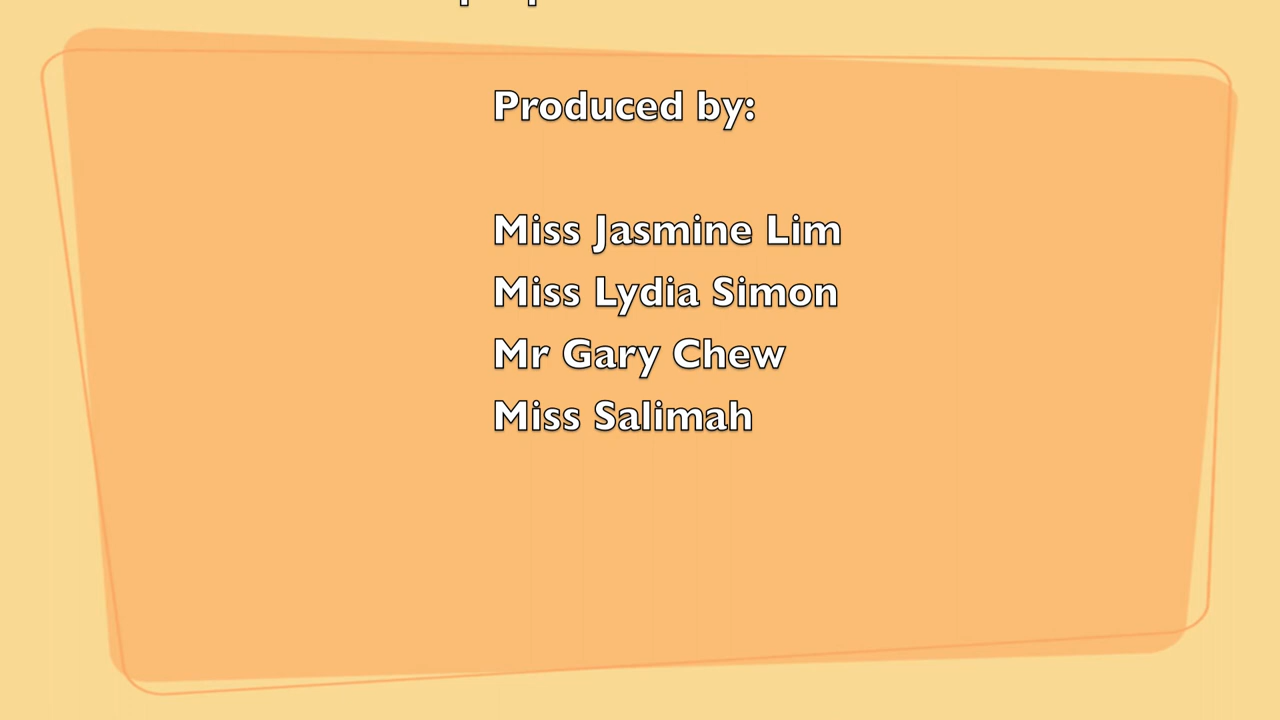 Produced by:
Miss Jasmine Lim
Miss Lydia Simon
Mr Gary Chew
Miss Salimah